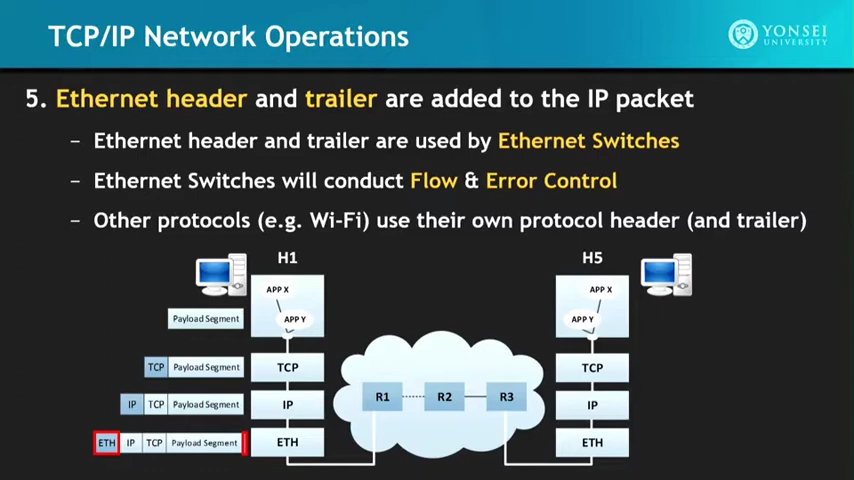 TCP/IP Network Operations
YONSEI
UNIVERSITY
5. Ethernet header and trailer are added to the IP packet
– Ethernet header and trailer are used by Ethernet Switches
– Ethernet Switches will conduct Flow & Error Control
– Other protocols (e.g. Wi-Fi) use their own protocol header (and trailer)
H1
H5
APP X
APP X
Payload Segment
APP Y
APP Y
TCP Payload Segment
TCP
TCP
IP TCP Payload Segment
IP
R1
R2
R3
IP
ETH IP TCP Payload Segment
ETH
ETH